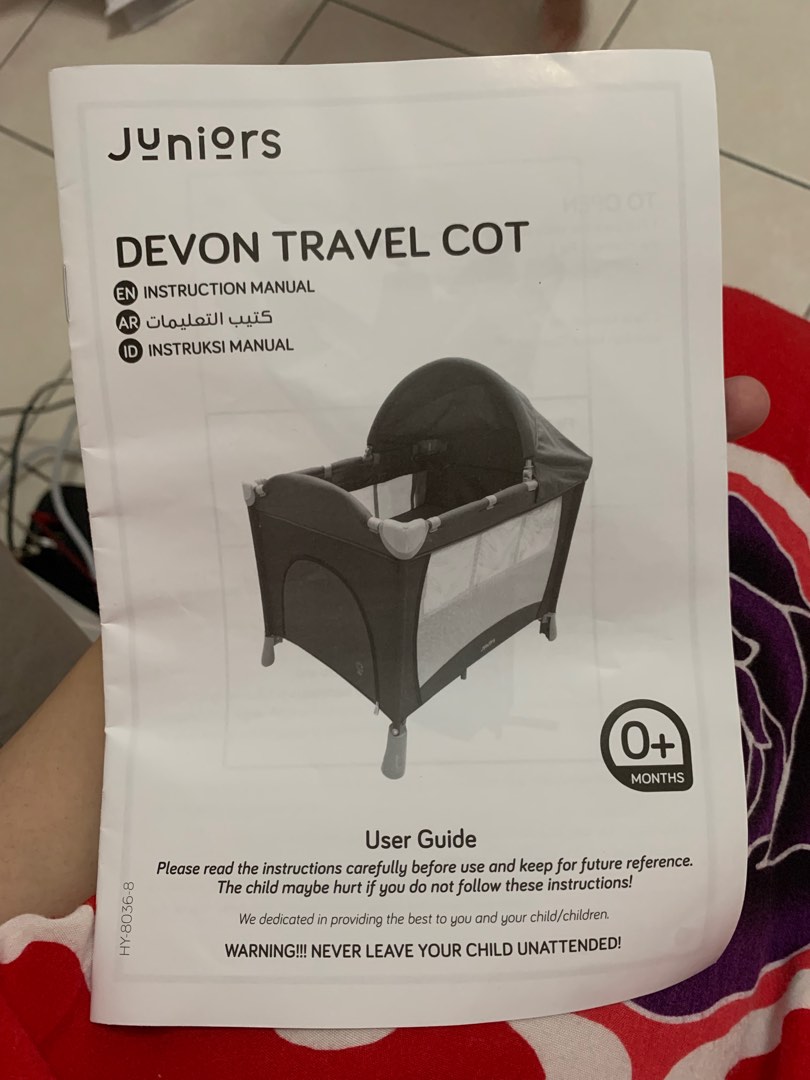 Juniors
DEVON TRAVEL COT
EN INSTRUCTION MANUAL
AR كتيب التعليمات
ID INSTRUKSI MANUAL
0+
MONTHS
User Guide
Please read the instructions carefully before use and keep for future reference.
The child maybe hurt if you do not follow these instructions!
We dedicated in providing the best to you and your child/children.
WARNING!!! NEVER LEAVE YOUR CHILD UNATTENDED!
HY-8036-8